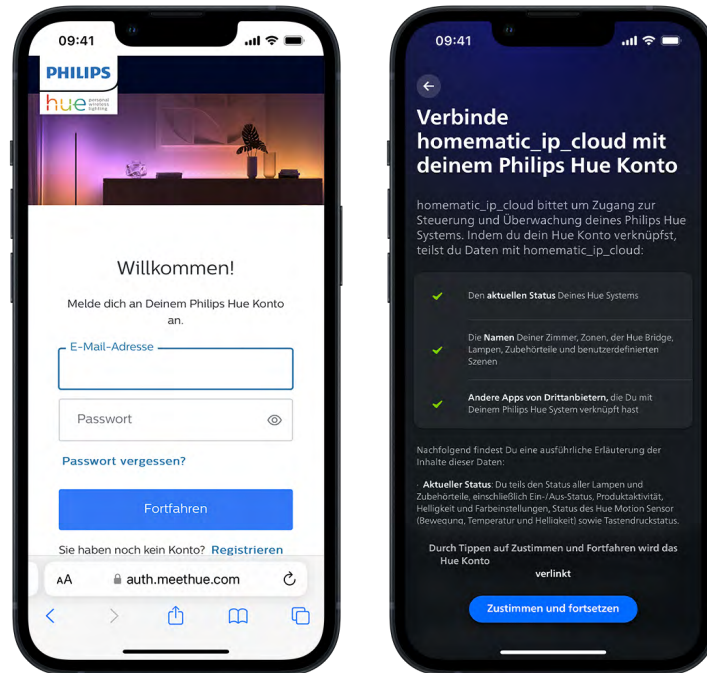 09:41
PHILIPS
hue personal
wireless
lighting
Willkommen!
Melde dich an Deinem Philips Hue Konto
an.
E-Mail-Adresse
Passwort
Passwort vergessen?
Fortfahren
Sie haben noch kein Konto? Registrieren
AA auth.meethue.com
09:41
Verbinde
homematic_ip_cloud mit
deinem Philips Hue Konto
homematic_ip_cloud bittet um Zugang zur
Steuerung und Überwachung deines Philips Hue
Systems. Indem du dein Hue Konto verknüpfst,
teilst du Daten mit homematic_ip_cloud:
Den aktuellen Status Deines Hue Systems
Die Namen Deiner Zimmer, Zonen, der Hue Bridge,
Lampen, Zubehörteile und benutzerdefinierten
Szenen
Andere Apps von Drittanbietern, die Du mit
Deinem Philips Hue System verknüpft hast
Nachfolgend findest Du eine ausführliche Erläuterung der
Inhalte dieser Daten:
· Aktueller Status: Du teils den Status aller Lampen und
Zubehörteile, einschließlich Ein-/Aus-Status, Produktaktivität,
Helligkeit und Farbeinstellungen, Status des Hue Motion Sensor
(Bewegung, Temperatur und Helligkeit) sowie Tastendruckstatus.
Durch Tippen auf Zustimmen und Fortfahren wird das
Hue Konto
verlinkt
Zustimmen und fortsetzen